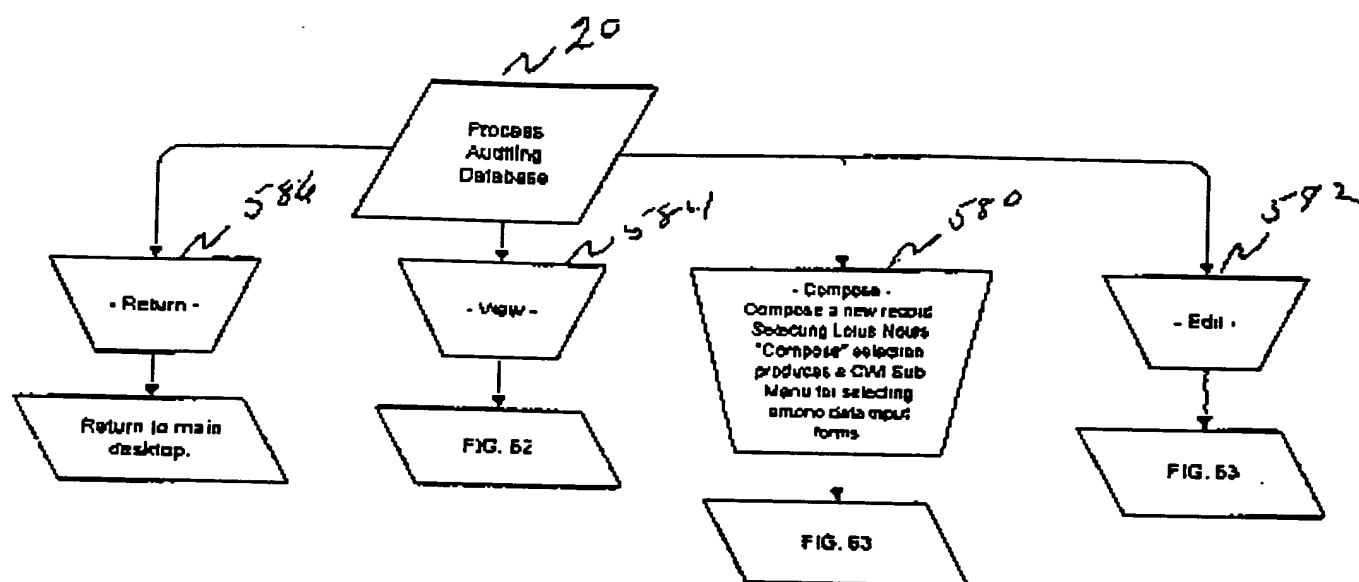 20
Process
Auditing
Database
586
584
580
582
- Return -
- View -
- Compose -
Compose a new record
Selecting Lotus Notes
"Compose" selection
produces a CWI Sub
Menu for selecting
among data input
forms
- Edit -
Return to main
desktop.
FIG. 62
FIG. 63
FIG. 63